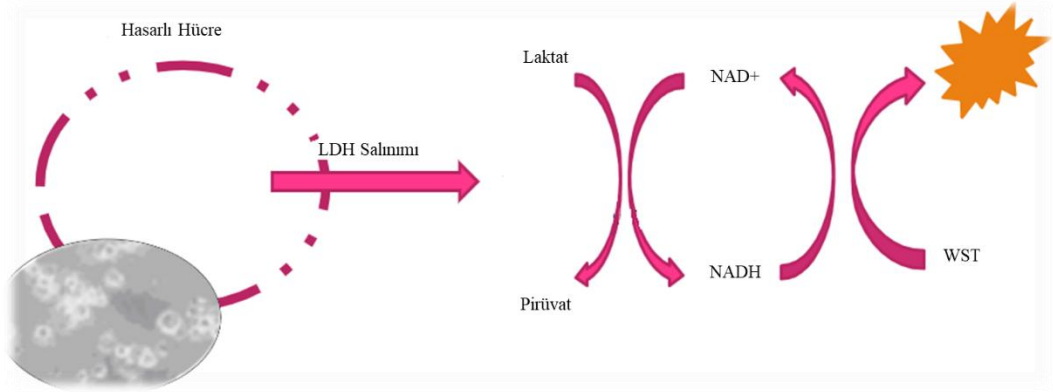 Hasarlı Hücre
Laktat
NAD+
LDH Salınımı
NADH
WST
Pirüvat